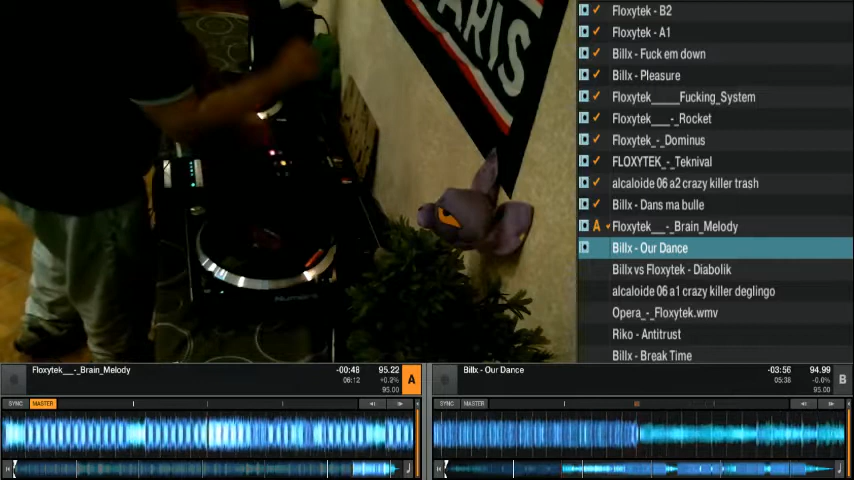 PARIS
Floxytek - B2
Floxytek - A1
Billx - Fuck em down
Billx - Pleasure
Floxytek_____Fucking_System
Floxytek___-_Rocket
Floxytek_-_Dominus
FLOXYTEK_-_Teknival
alcaloide 06 a2 crazy killer trash
Billx - Dans ma bulle
A Floxytek___-_Brain_Melody
Billx - Our Dance
Billx vs Floxytek - Diabolik
alcaloide 06 a1 crazy killer deglingo
Opera_-_Floxytek.wmv
Riko - Antitrust
Billx - Break Time
Floxytek___-_Brain_Melody -00:48 95.22 A
06:12 +0.2%
95.00
SYNC MASTER
Billx - Our Dance -03:56 94.99 B
05:38 -0.0%
95.00
SYNC MASTER